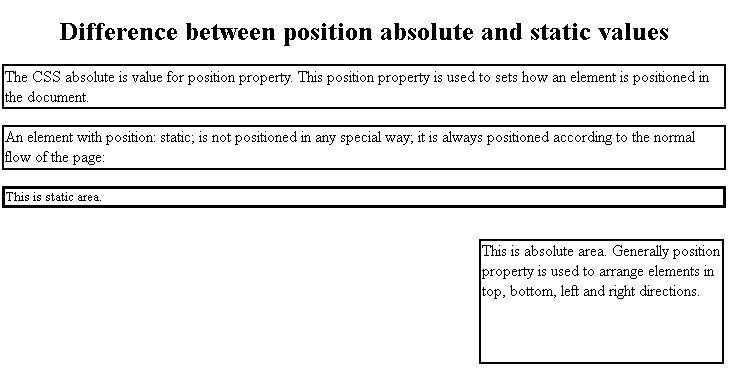 Difference between position absolute and static values
The CSS absolute is value for position property. This position property is used to sets how an element is positioned in
the document.
An element with position: static; is not positioned in any special way; it is always positioned according to the normal
flow of the page:
This is static area.
This is absolute area. Generally position
property is used to arrange elements in
top, bottom, left and right directions.